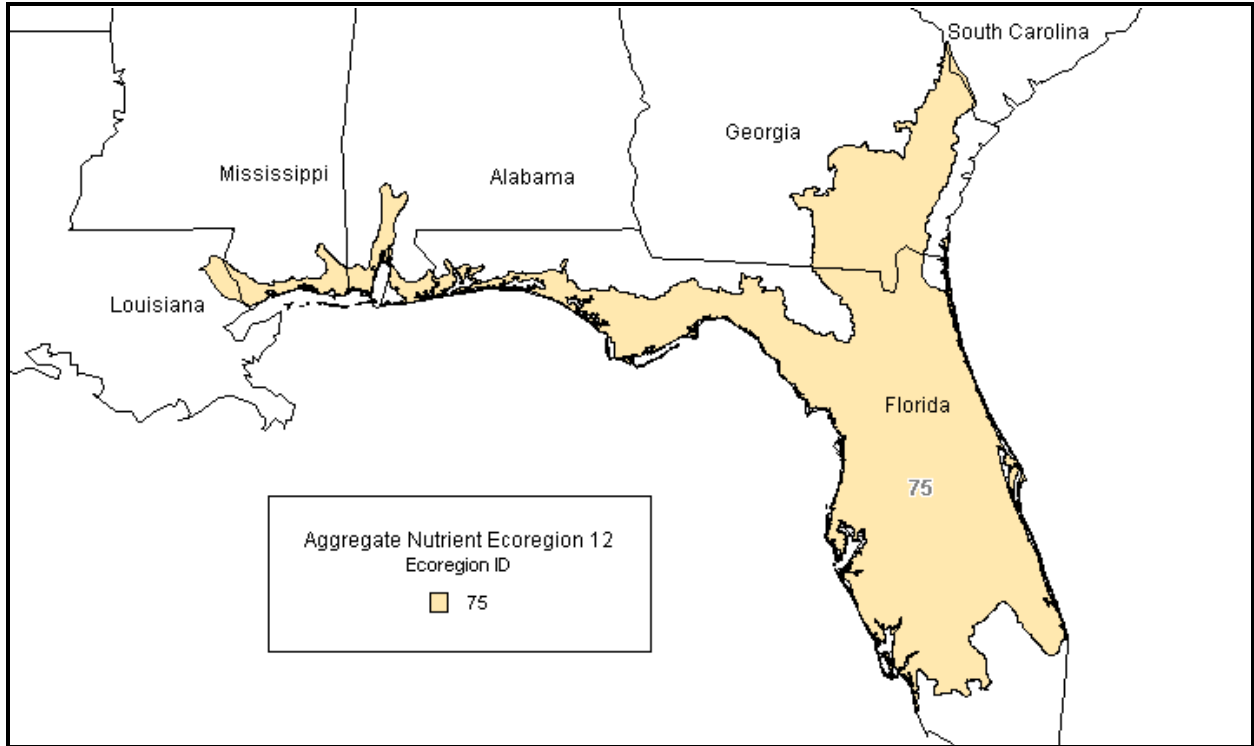 South Carolina
Georgia
Mississippi
Alabama
Louisiana
Florida
75
Aggregate Nutrient Ecoregion 12
Ecoregion ID
75